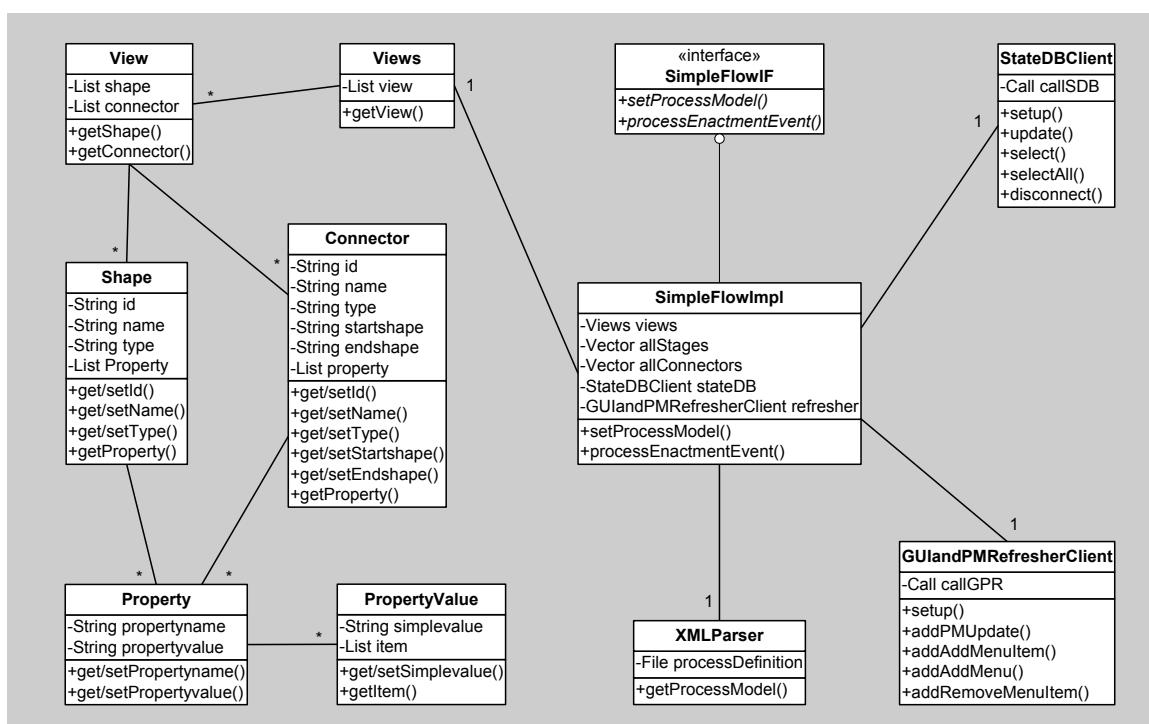 View
-List shape
-List connector
+getShape()
+getConnector()
*
Views
-List view
+getView()
1
«interface»
SimpleFlowIF
+setProcessModel()
+processEnactmentEvent()
StateDBClient
-Call callSDB
+setup()
+update()
+select()
+selectAll()
+disconnect()
1
*
Shape
-String id
-String name
-String type
-List Property
+get/setId()
+get/setName()
+get/setType()
+getProperty()
*
Connector
-String id
-String name
-String type
-String startshape
-String endshape
-List property
+get/setId()
+get/setName()
+get/setType()
+get/setStartshape()
+get/setEndshape()
+getProperty()
SimpleFlowImpl
-Views views
-Vector allStages
-Vector allConnectors
-StateDBClient stateDB
-GUIandPMRefresherClient refresher
+setProcessModel()
+processEnactmentEvent()
*
*
Property
-String propertyname
-String propertyvalue
+get/setPropertyname()
+get/setPropertyvalue()
*
PropertyValue
-String simplevalue
-List item
+get/setSimplevalue()
+getItem()
1
XMLParser
-File processDefinition
+getProcessModel()
1
GUIandPMRefresherClient
-Call callGPR
+setup()
+addPMUpdate()
+addAddMenuItem()
+addAddMenu()
+addRemoveMenuItem()